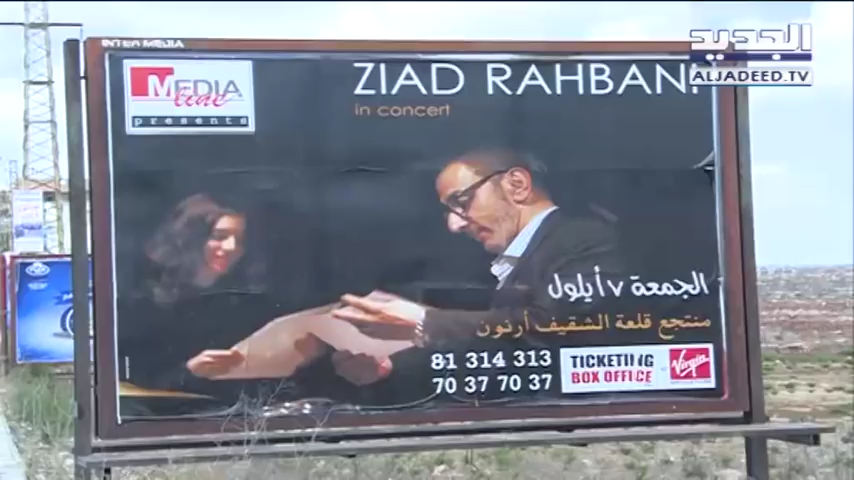 INTER MEDIA
الجديد
ALJADEED.TV
MEDIA
line
presents
ZIAD RAHBANI
in concert
الجمعة ٧ أيلول
منتجع قلعة الشقيف أرنون
81 314 313
70 37 70 37
TICKETING
BOX OFFICE
Virgin